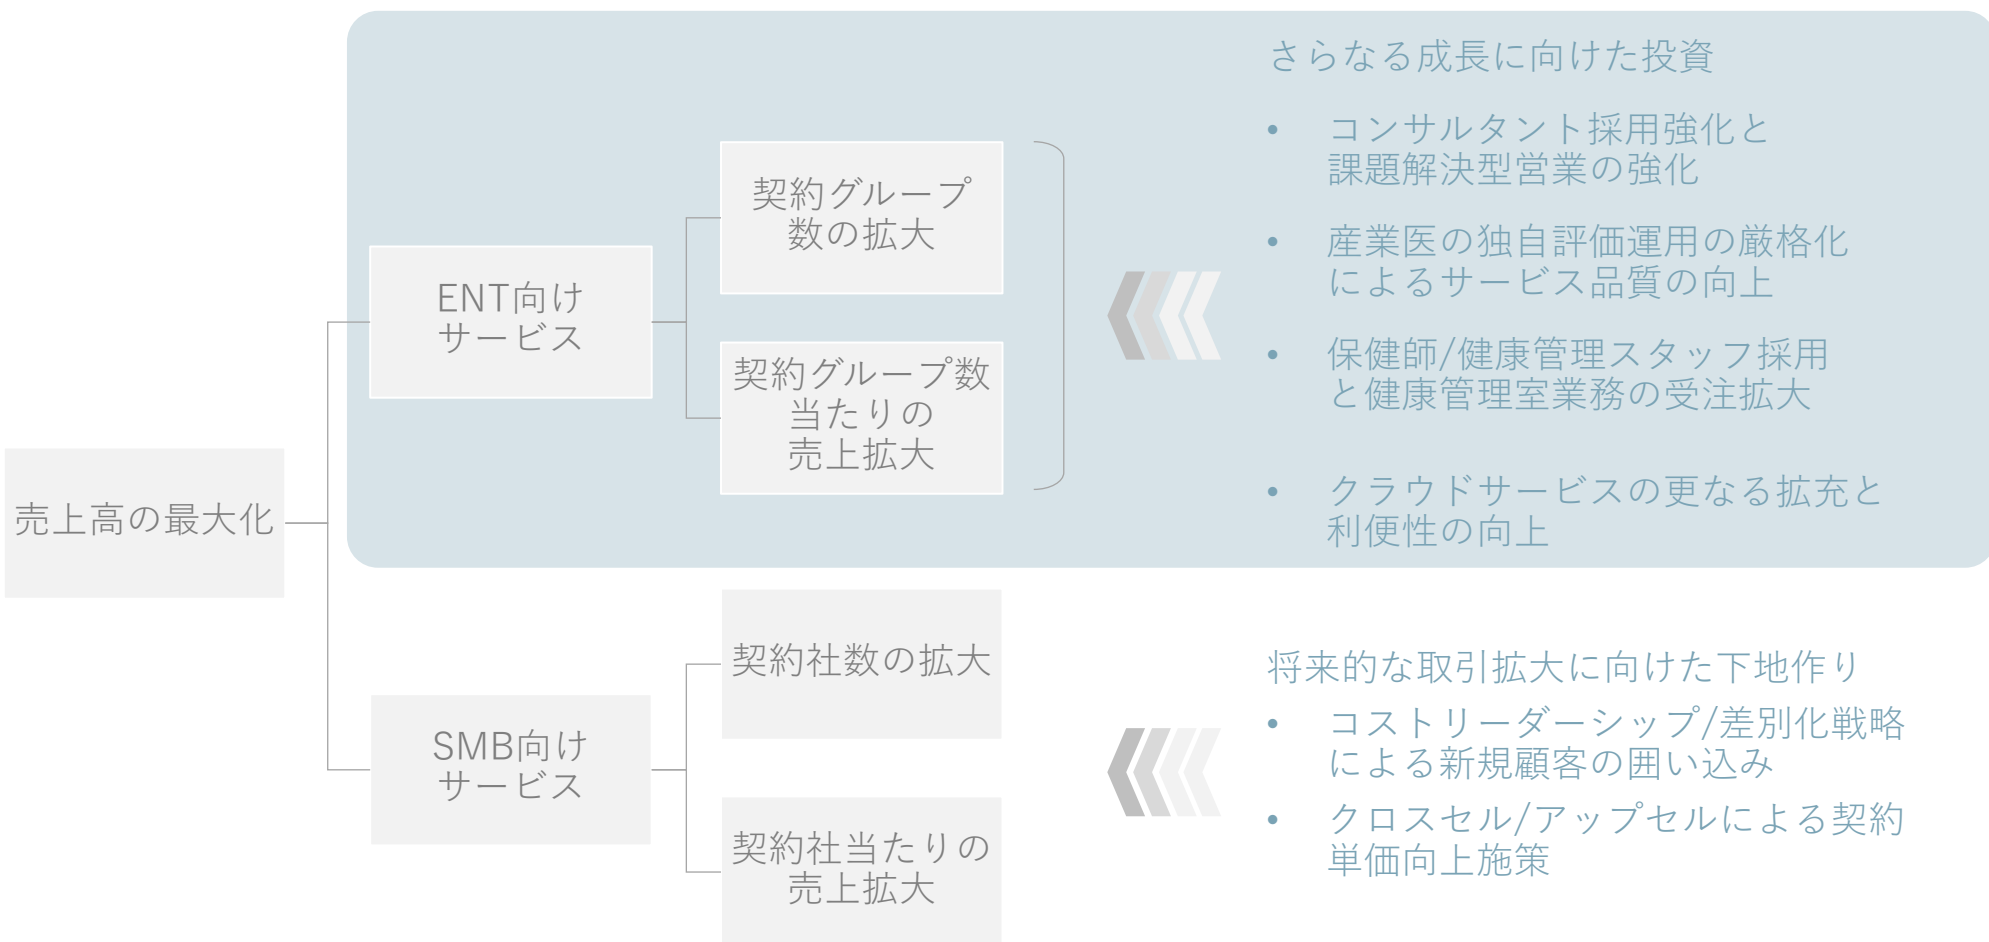 売上高の最大化
ENT向け
サービス
契約グループ
数の拡大
契約グループ数
当たりの
売上拡大
さらなる成長に向けた投資
• コンサルタント採用強化と
課題解決型営業の強化
• 産業医の独自評価運用の厳格化
によるサービス品質の向上
• 保健師/健康管理スタッフ採用
と健康管理室業務の受注拡大
• クラウドサービスの更なる拡充と
利便性の向上
SMB向け
サービス
契約社数の拡大
契約社当たりの
売上拡大
将来的な取引拡大に向けた下地作り
• コストリーダーシップ/差別化戦略
による新規顧客の囲い込み
• クロスセル/アップセルによる契約
単価向上施策